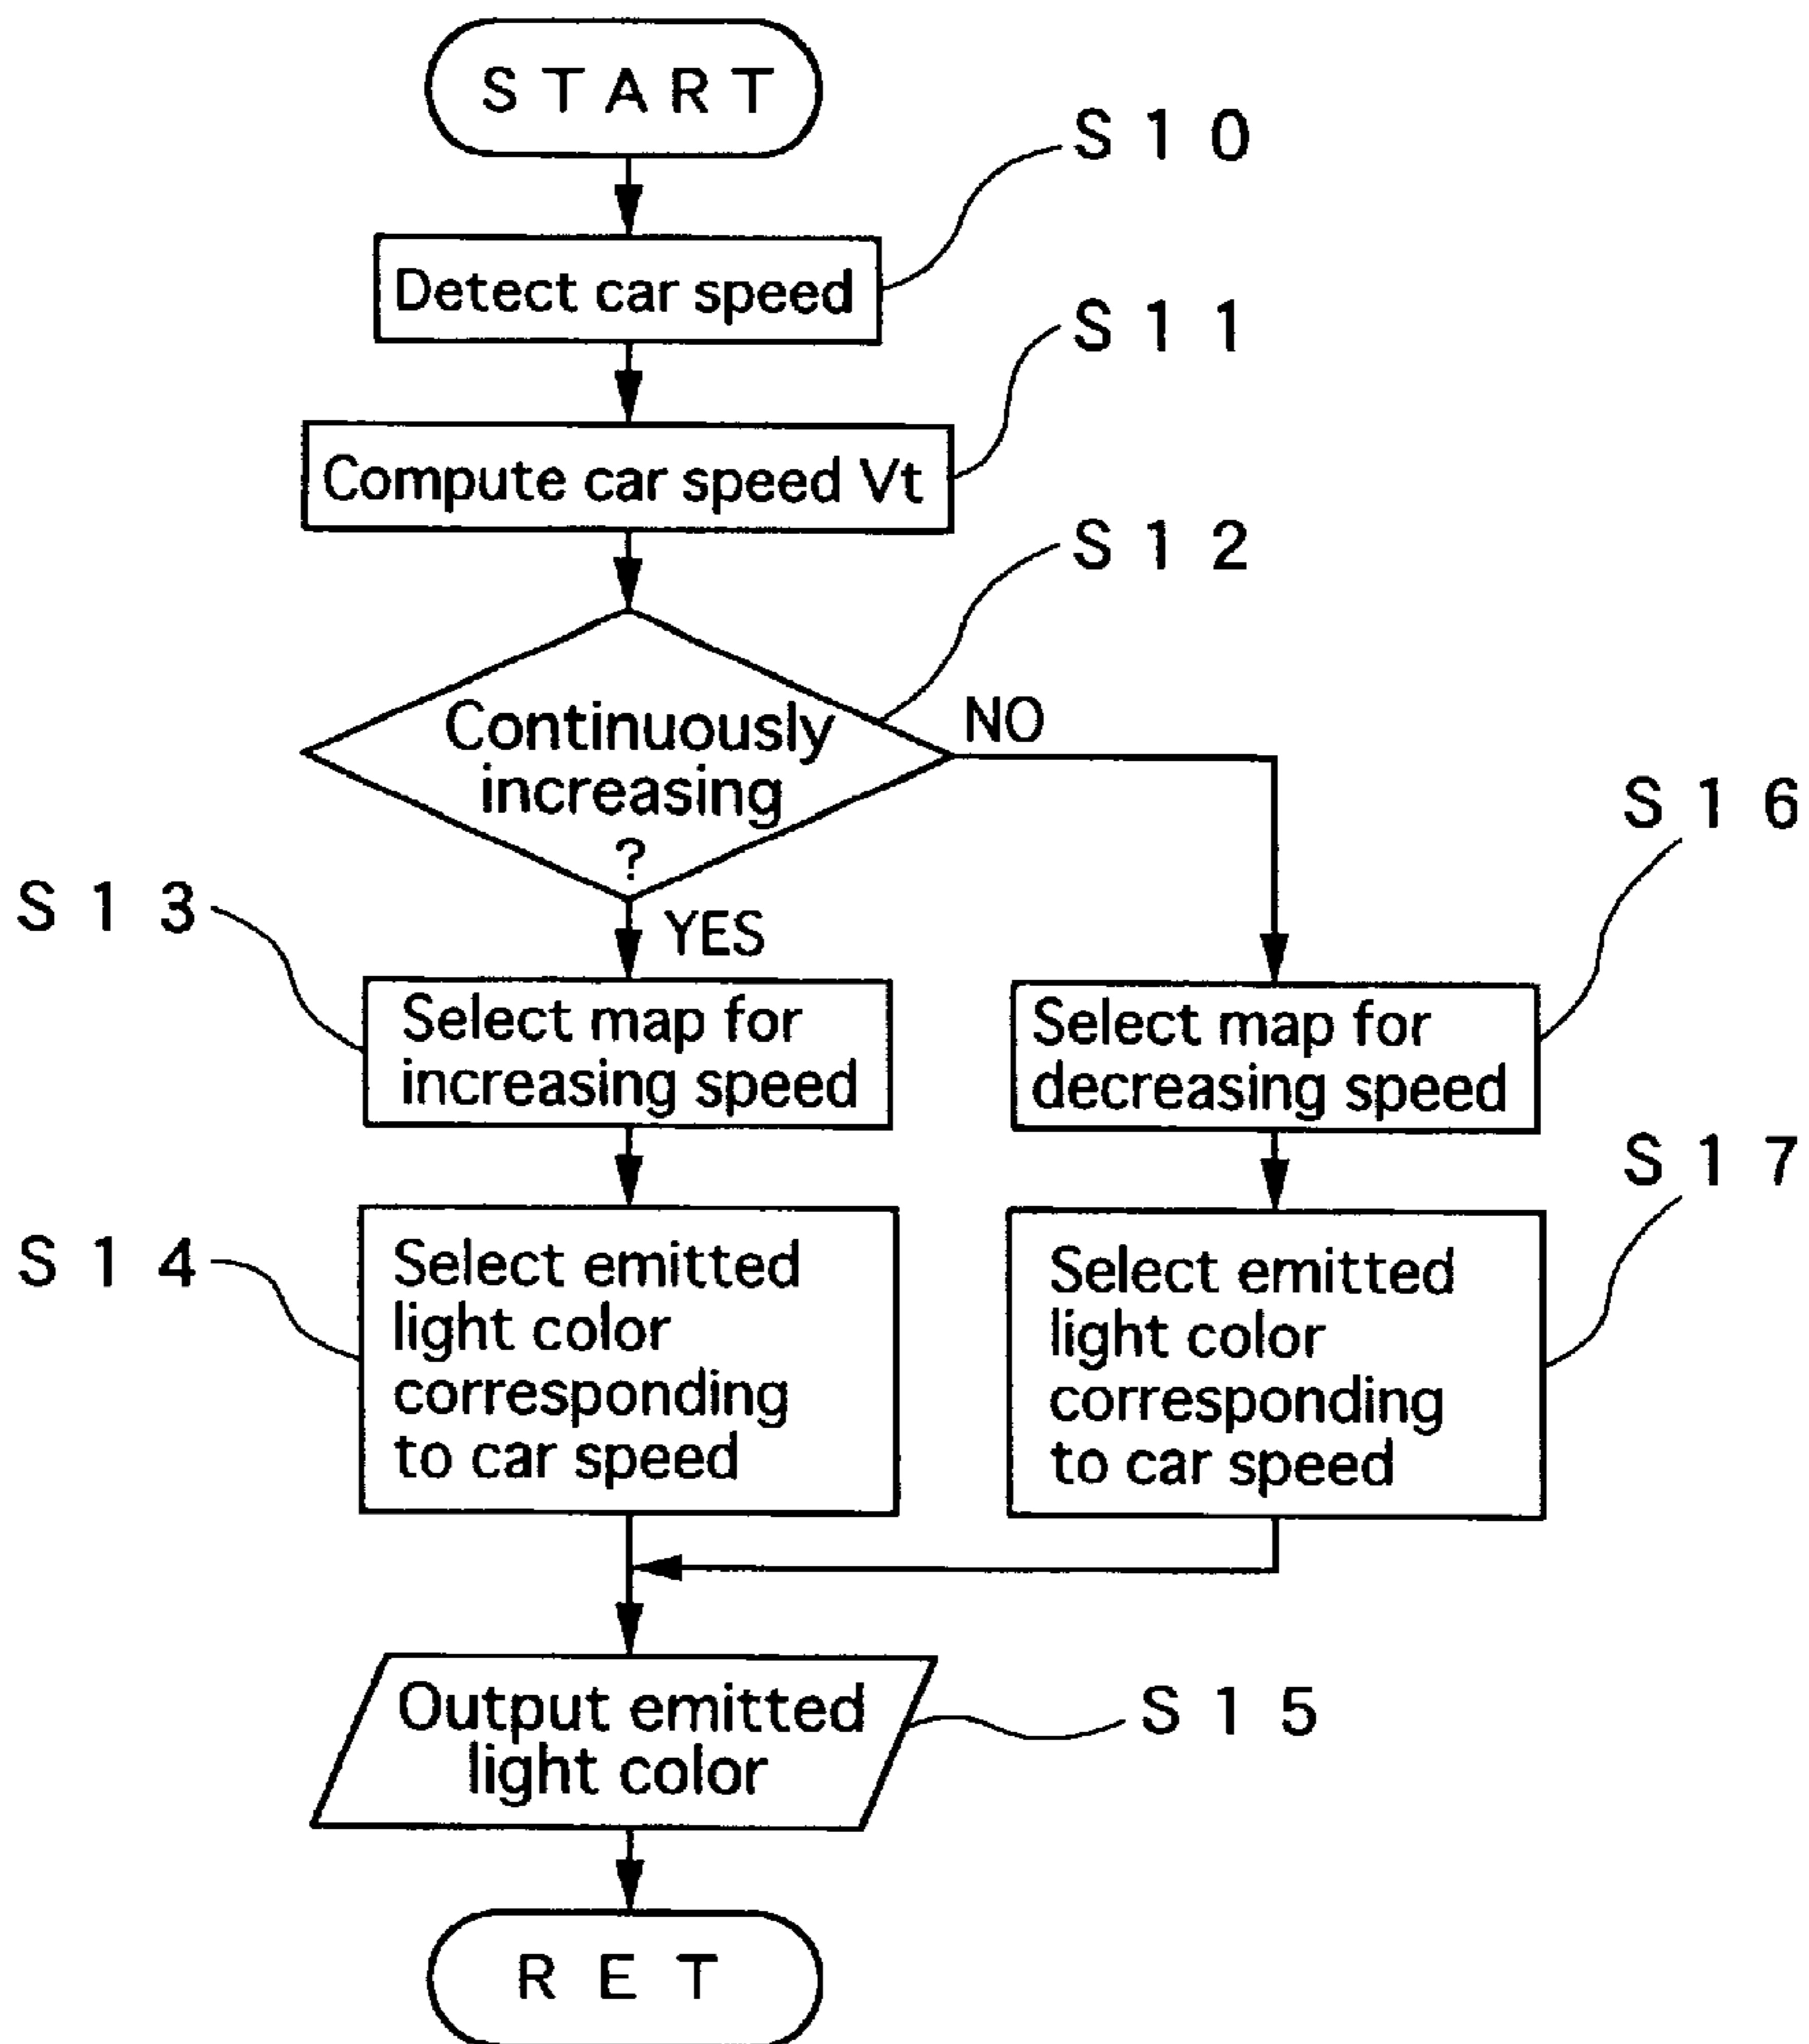 START
S10
Detect car speed
S11
Compute car speed Vt
S12
Continuously
increasing
?
NO
YES
S13
Select map for
increasing speed
S16
Select map for
decreasing speed
S14
Select emitted
light color
corresponding
to car speed
S17
Select emitted
light color
corresponding
to car speed
Output emitted
light color
S15
RET